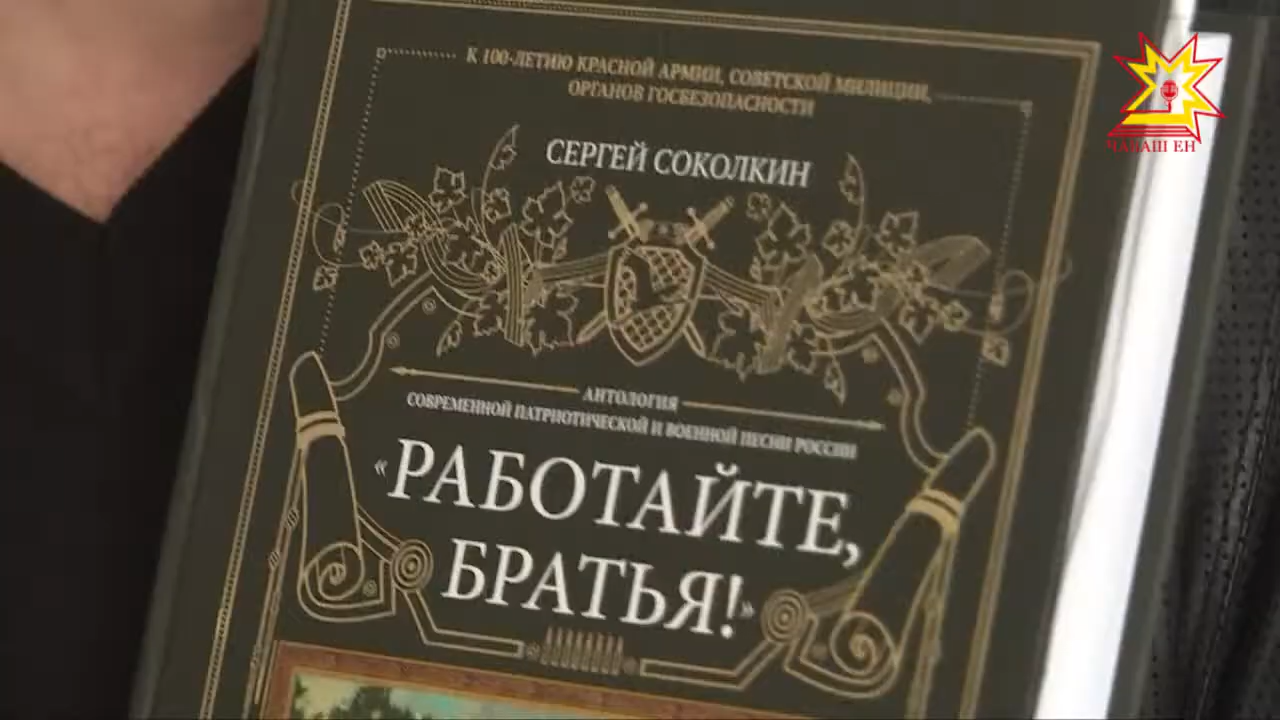 К 100-ЛЕТИЮ КРАСНОЙ АРМИИ, СОВЕТСКОЙ МИЛИЦИИ,
ОРГАНОВ ГОСБЕЗОПАСНОСТИ
СЕРГЕЙ СОКОЛКИН
АНТОЛОГИЯ
СОВРЕМЕННОЙ ПАТРИОТИЧЕСКОЙ И ВОЕННОЙ ПЕСНИ РОССИИ
«РАБОТАЙТЕ,
БРАТЬЯ!»
ЧӐВАШ ЕН